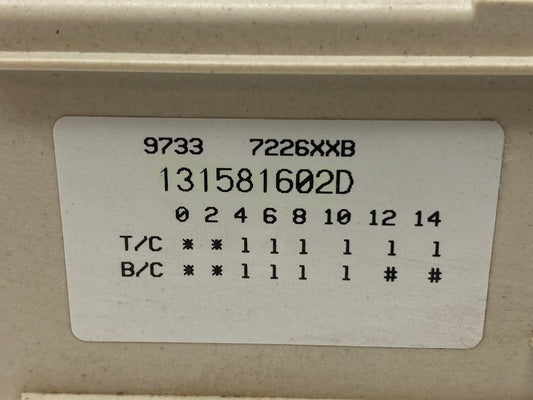 9733 7226XXB
131581602D
0 2 4 6 8 10 12 14
T/C * * 1 1 1 1 1 1
B/C * * 1 1 1 1 # #